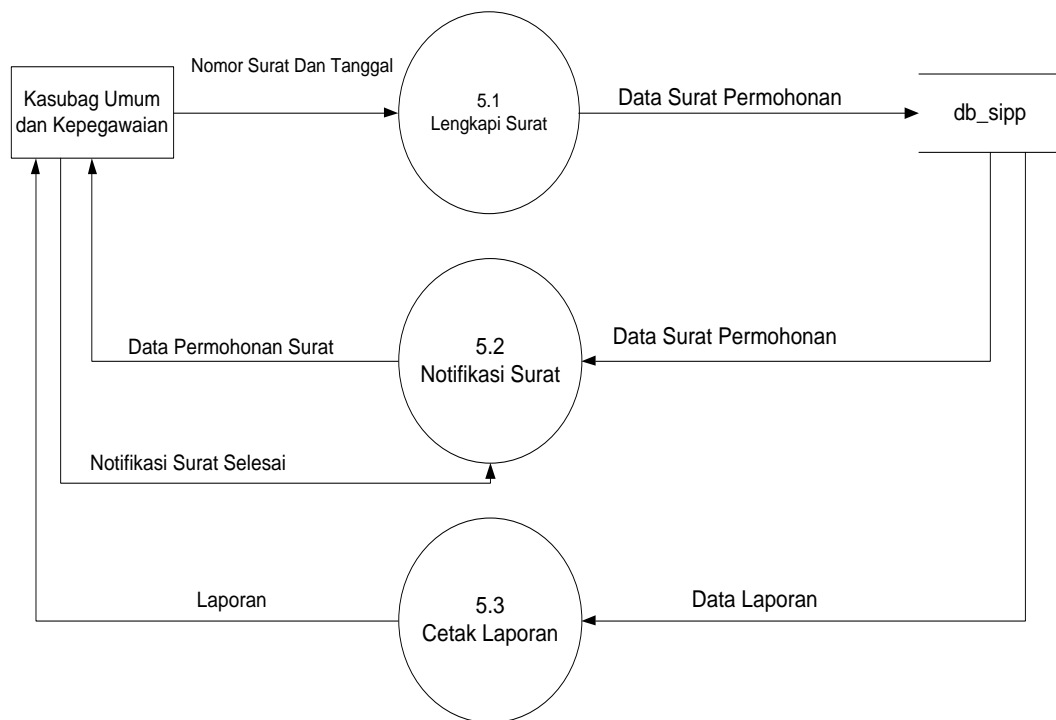 Nomor Surat Dan Tanggal
Kasubag Umum
dan Kepegawaian
5.1
Lengkapi Surat
Data Surat Permohonan
db_sipp
Data Permohonan Surat
5.2
Notifikasi Surat
Data Surat Permohonan
Notifikasi Surat Selesai
Laporan
5.3
Cetak Laporan
Data Laporan